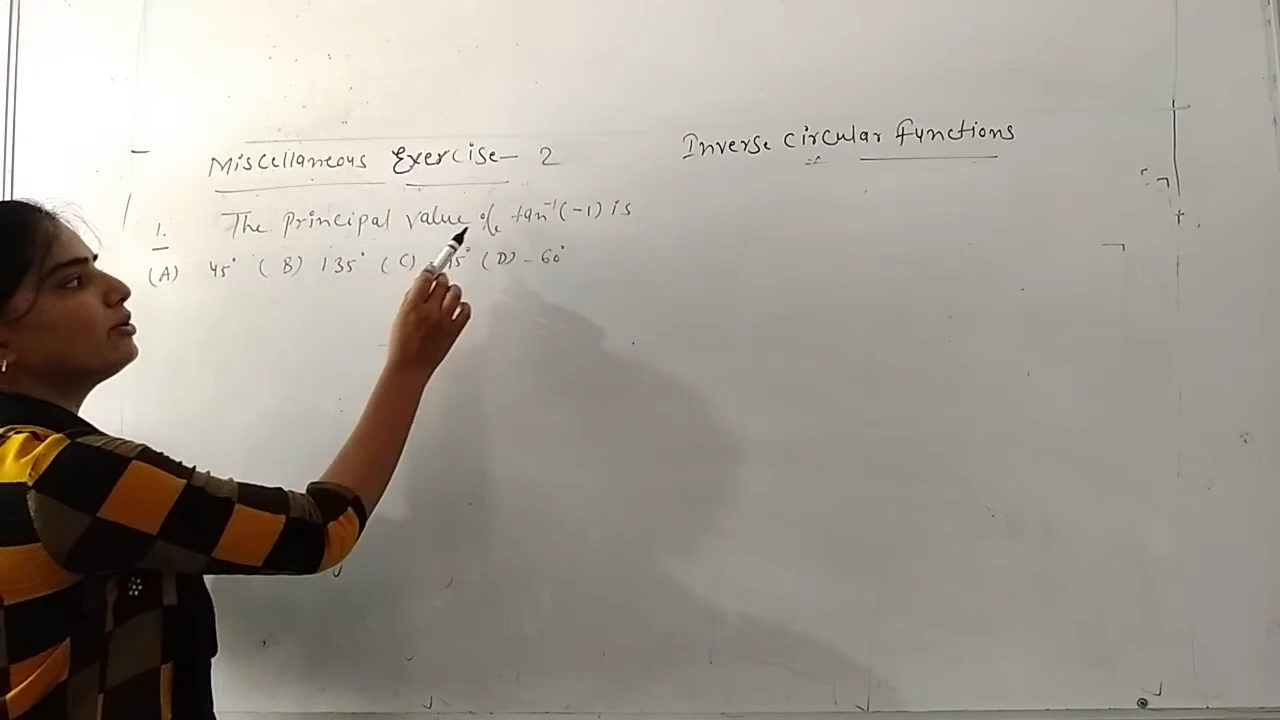 Miscellaneous Exercise- 2
Inverse circular functions
1. The principal value of tan⁻¹(-1) is
(A) 45° (B) 135° (C) -45° (D) -60°